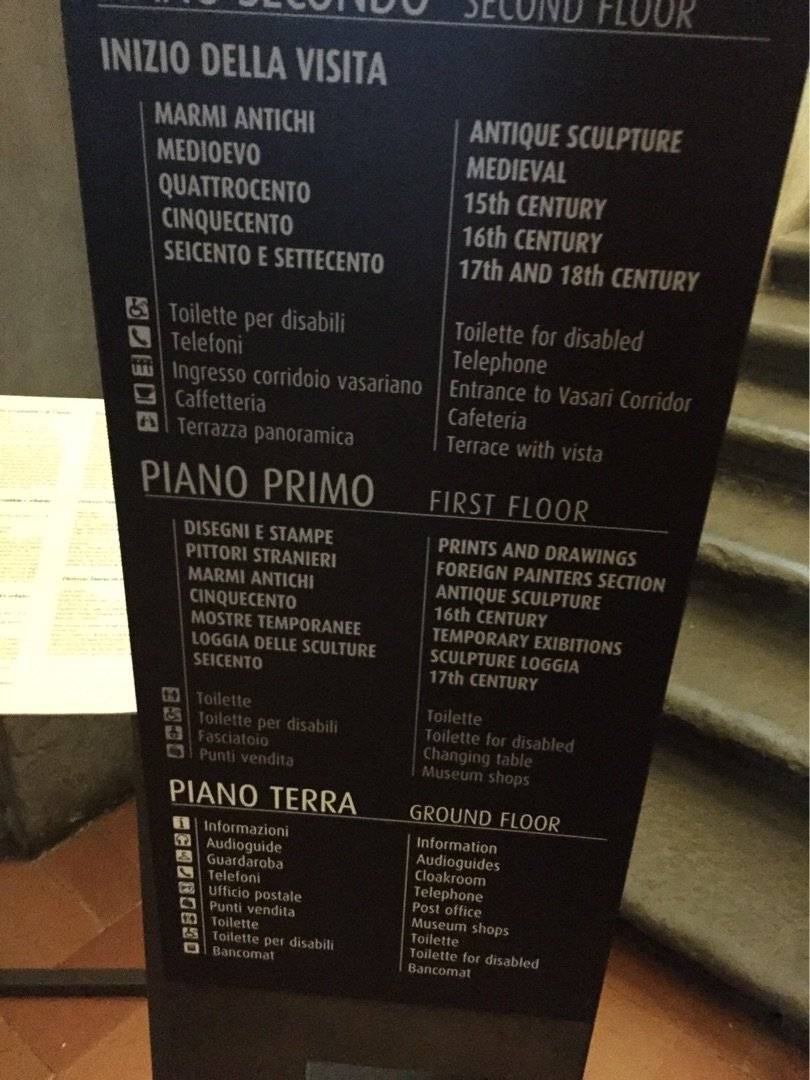 SECONDO SECOND FLOOR
INIZIO DELLA VISITA
MARMI ANTICHI
MEDIOEVO
QUATTROCENTO
CINQUECENTO
SEICENTO E SETTECENTO
ANTIQUE SCULPTURE
MEDIEVAL
15th CENTURY
16th CENTURY
17th AND 18th CENTURY
Toilette per disabili
Telefoni
Ingresso corridoio vasariano
Caffetteria
Terrazza panoramica
Toilette for disabled
Telephone
Entrance to Vasari Corridor
Cafeteria
Terrace with vista
PIANO PRIMO FIRST FLOOR
DISEGNI E STAMPE
PITTORI STRANIERI
MARMI ANTICHI
CINQUECENTO
MOSTRE TEMPORANEE
LOGGIA DELLE SCULTURE
SEICENTO
PRINTS AND DRAWINGS
FOREIGN PAINTERS SECTION
ANTIQUE SCULPTURE
16th CENTURY
TEMPORARY EXIBITIONS
SCULPTURE LOGGIA
17th CENTURY
Toilette
Toilette per disabili
Fasciatoio
Punti vendita
Toilette
Toilette for disabled
Changing table
Museum shops
PIANO TERRA GROUND FLOOR
Informazioni
Audioguide
Guardaroba
Telefoni
Ufficio postale
Punti vendita
Toilette
Toilette per disabili
Bancomat
Information
Audioguides
Cloakroom
Telephone
Post office
Museum shops
Toilette
Toilette for disabled
Bancomat